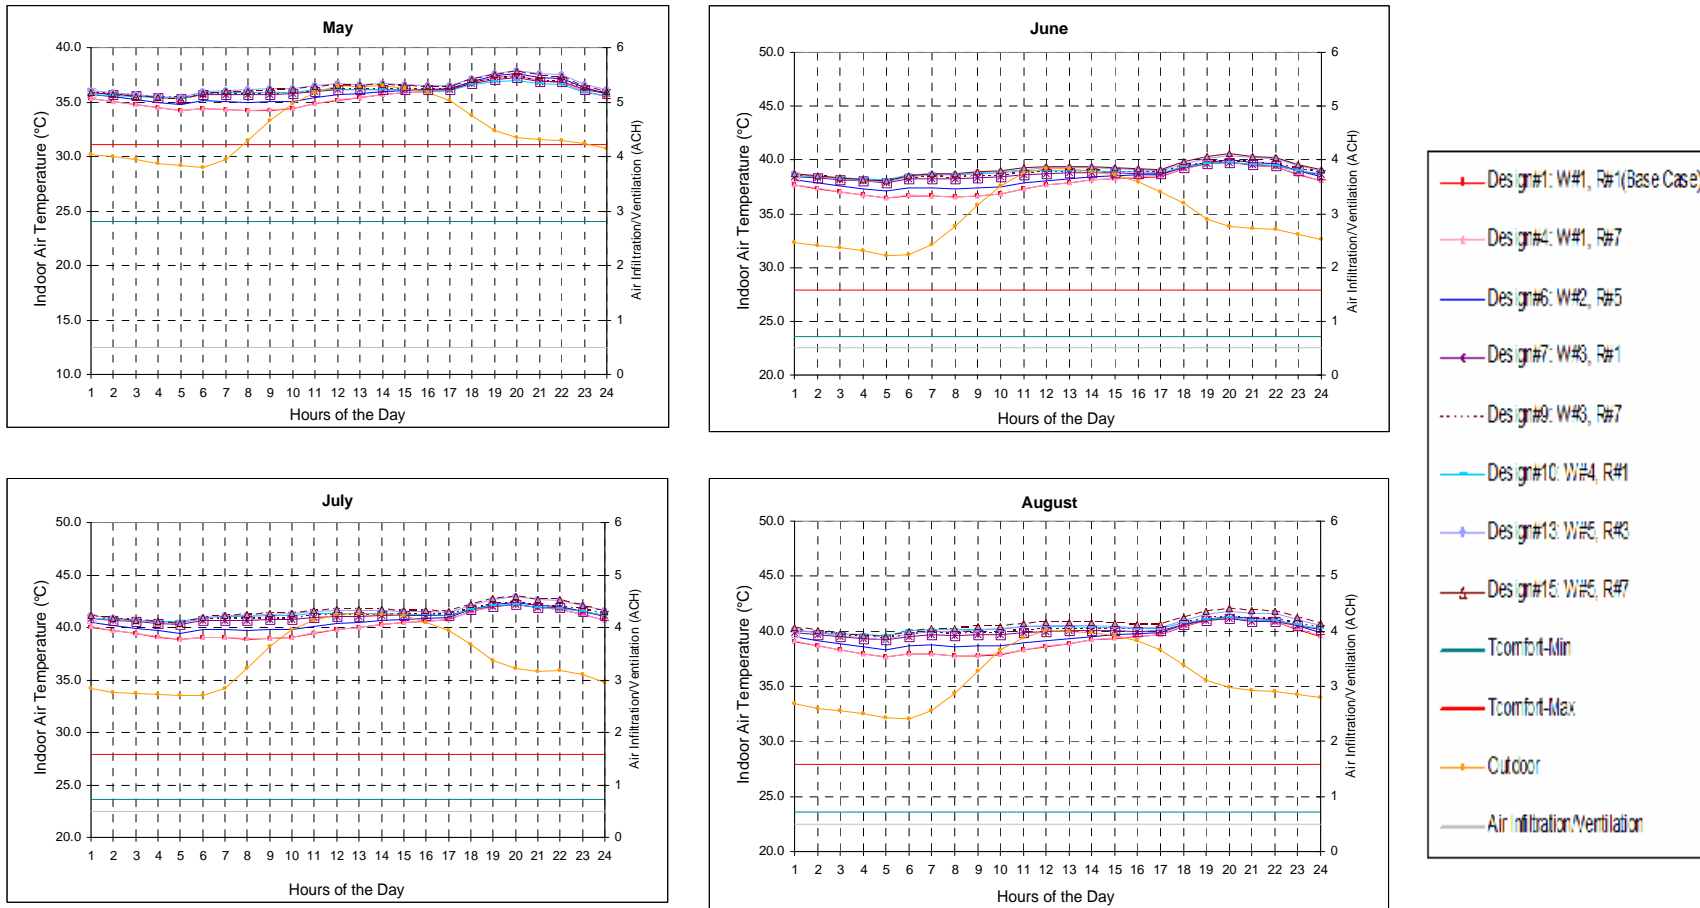 May
Indoor Air Temperature (°C)
40.0
35.0
30.0
25.0
20.0
15.0
10.0
6
5
4
3
2
1
0
Air Infiltration/Ventilation (ACH)
1 2 3 4 5 6 7 8 9 10 11 12 13 14 15 16 17 18 19 20 21 22 23 24
Hours of the Day
June
Indoor Air Temperature (°C)
50.0
45.0
40.0
35.0
30.0
25.0
20.0
6
5
4
3
2
1
0
Air Infiltration/Ventilation (ACH)
1 2 3 4 5 6 7 8 9 10 11 12 13 14 15 16 17 18 19 20 21 22 23 24
Hours of the Day
July
Indoor Air Temperature (°C)
50.0
45.0
40.0
35.0
30.0
25.0
20.0
6
5
4
3
2
1
0
Air Infiltration/Ventilation (ACH)
1 2 3 4 5 6 7 8 9 10 11 12 13 14 15 16 17 18 19 20 21 22 23 24
Hours of the Day
August
Indoor Air Temperature (°C)
50.0
45.0
40.0
35.0
30.0
25.0
20.0
6
5
4
3
2
1
0
Air Infiltration/Ventilation (ACH)
1 2 3 4 5 6 7 8 9 10 11 12 13 14 15 16 17 18 19 20 21 22 23 24
Hours of the Day
Design#1: W#1, R#1(Base Case)
Design#4: W#1, R#7
Design#6: W#2, R#5
Design#7: W#3, R#1
Design#9: W#3, R#7
Design#10: W#4, R#1
Design#13: W#5, R#3
Design#15: W#5, R#7
Tcomfort-Min
Tcomfort-Max
Outdoor
Air Infiltration/Ventilation